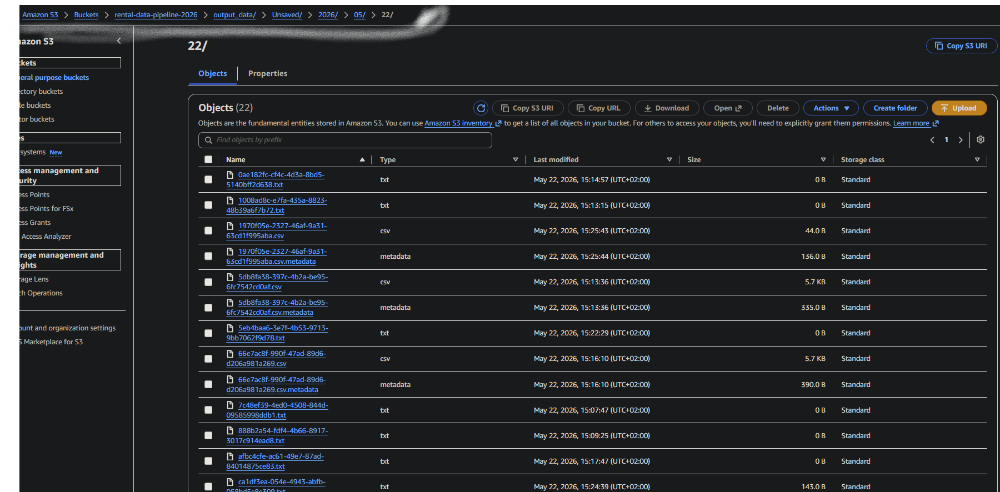 Amazon S3 > Buckets > rental-data-pipeline-2026 > output_data/ > Unsaved/ > 2026/ > 05/ > 22/
mazon S3
22/
Copy S3 URI
ckets
neral purpose buckets
ectory buckets
le buckets
tor buckets
es
systems New
ess management and
urity
ess Points
ess Points for FSx
ess Grants
Access Analyzer
rage management and
ights
rage Lens
ch Operations
ount and organization settings
S Marketplace for S3
Objects Properties
Objects (22)
Copy S3 URI Copy URL Download Open Delete Actions Create folder Upload
Objects are the fundamental entities stored in Amazon S3. You can use Amazon S3 inventory to get a list of all objects in your bucket. For others to access your objects, you'll need to explicitly grant them permissions. Learn more
Find objects by prefix
1
Name Type Last modified Size Storage class
0ae182fc-cf4c-4d3a-8bd5-
5140bff2d638.txt txt May 22, 2026, 15:14:57 (UTC+02:00) 0 B Standard
1008ad8c-e7fa-435a-8823-
48b39a6f7b72.txt txt May 22, 2026, 15:13:15 (UTC+02:00) 0 B Standard
1970f05e-2327-46af-9a31-
63cd1f995aba.csv csv May 22, 2026, 15:25:43 (UTC+02:00) 44.0 B Standard
1970f05e-2327-46af-9a31-
63cd1f995aba.csv.metadata metadata May 22, 2026, 15:25:44 (UTC+02:00) 136.0 B Standard
5db8fa38-397c-4b2a-be95-
6fc7542cd0af.csv csv May 22, 2026, 15:13:36 (UTC+02:00) 5.7 KB Standard
5db8fa38-397c-4b2a-be95-
6fc7542cd0af.csv.metadata metadata May 22, 2026, 15:13:36 (UTC+02:00) 335.0 B Standard
5eb4baa6-3e7f-4b53-9713-
9bb7062f9d78.txt txt May 22, 2026, 15:22:29 (UTC+02:00) 0 B Standard
66e7ac8f-990f-47ad-89d6-
d206a981a269.csv csv May 22, 2026, 15:16:10 (UTC+02:00) 5.7 KB Standard
66e7ac8f-990f-47ad-89d6-
d206a981a269.csv.metadata metadata May 22, 2026, 15:16:10 (UTC+02:00) 390.0 B Standard
7c48ef39-4ed0-4508-844d-
09585998ddb1.txt txt May 22, 2026, 15:07:47 (UTC+02:00) 0 B Standard
888b2a54-fdf4-4b66-8917-
3017c914ead8.txt txt May 22, 2026, 15:09:25 (UTC+02:00) 0 B Standard
afbc4cfe-ac61-49e7-87ad-
84014875ce83.txt txt May 22, 2026, 15:17:47 (UTC+02:00) 0 B Standard
ca1df3ea-054e-4943-abfb-
txt May 22, 2026, 15:24:39 (UTC+02:00) 143.0 B Standard